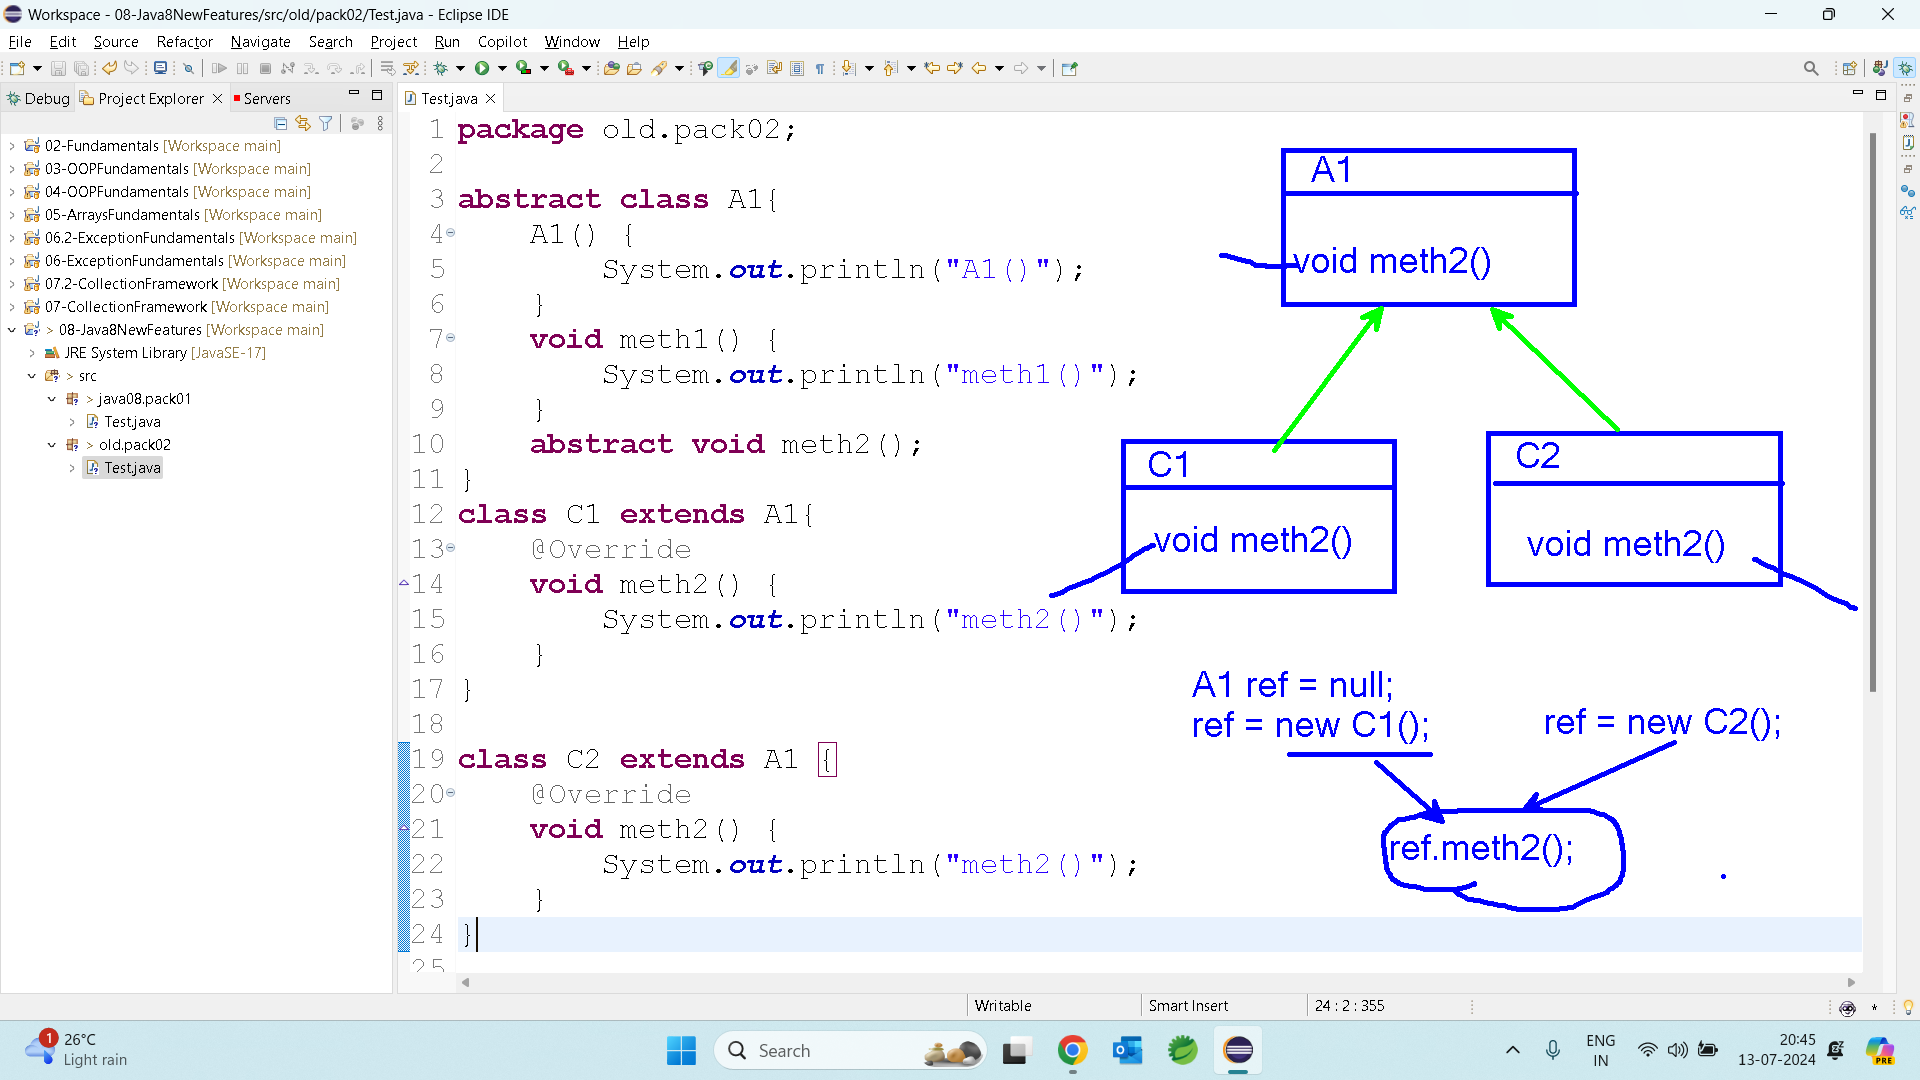 Workspace - 08-Java8NewFeatures/src/old/pack02/Test.java - Eclipse IDE
File Edit Source Refactor Navigate Search Project Run Copilot Window Help
Debug Project Explorer Servers
02-Fundamentals [Workspace main]
03-OOPFundamentals [Workspace main]
04-OOPFundamentals [Workspace main]
05-ArraysFundamentals [Workspace main]
06.2-ExceptionFundamentals [Workspace main]
06-ExceptionFundamentals [Workspace main]
07.2-CollectionFramework [Workspace main]
07-CollectionFramework [Workspace main]
> 08-Java8NewFeatures [Workspace main]
JRE System Library [JavaSE-17]
> src
> java08.pack01
Test.java
> old.pack02
Test.java
Test.java
1 package old.pack02;
2
3 abstract class A1{
4 A1() {
5 System.out.println("A1()");
6 }
7 void meth1() {
8 System.out.println("meth1()");
9 }
10 abstract void meth2();
11 }
12 class C1 extends A1{
13 @Override
14 void meth2() {
15 System.out.println("meth2()");
16 }
17 }
18
19 class C2 extends A1 {
20 @Override
21 void meth2() {
22 System.out.println("meth2()");
23 }
24 }
25
A1
void meth2()
C1
void meth2()
C2
void meth2()
A1 ref = null;
ref = new C1();
ref = new C2();
ref.meth2();
Writable Smart Insert 24 : 2 : 355
1
26°C
Light rain
Search
ENG
IN
20:45
13-07-2024
PRE